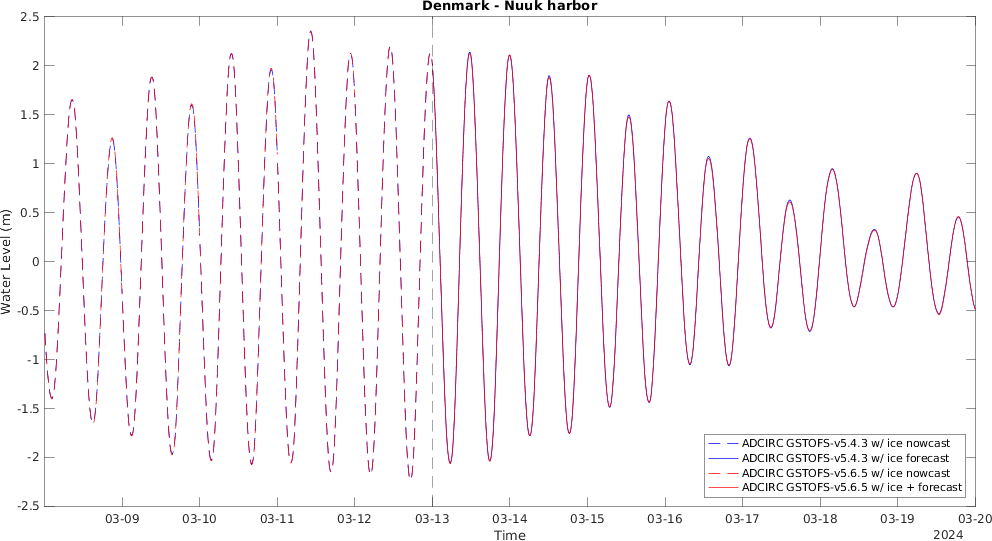 Denmark - Nuuk harbor
2.5
2
1.5
1
0.5
0
-0.5
-1
-1.5
-2
-2.5
Water Level (m)
ADCIRC GSTOFS-v5.4.3 w/ ice nowcast
ADCIRC GSTOFS-v5.4.3 w/ ice forecast
ADCIRC GSTOFS-v5.6.5 w/ ice nowcast
ADCIRC GSTOFS-v5.6.5 w/ ice + forecast
03-09 03-10 03-11 03-12 03-13 03-14 03-15 03-16 03-17 03-18 03-19 03-20
Time
2024